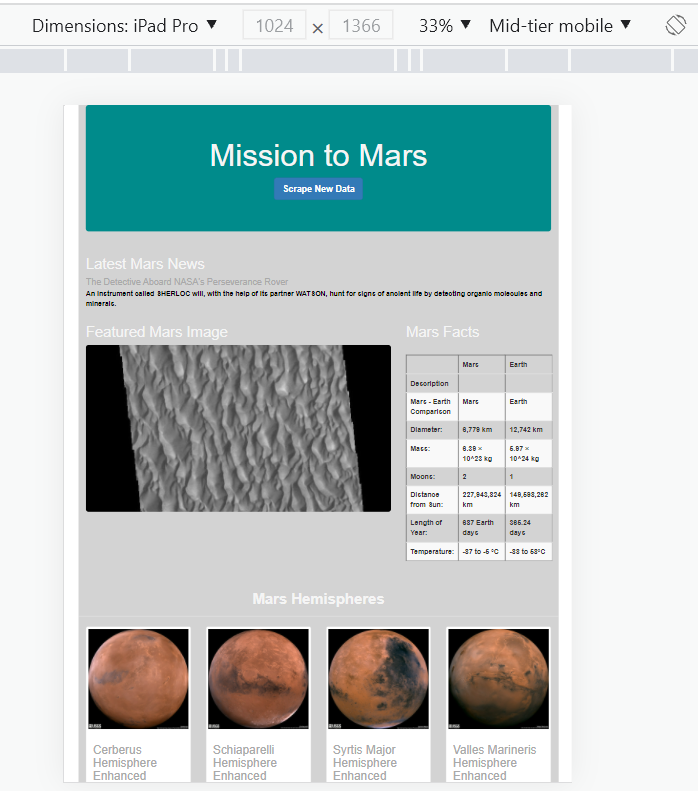 Dimensions: iPad Pro ▼ 1024 × 1366 33% ▼ Mid-tier mobile ▼
Mission to Mars
Scrape New Data
Latest Mars News
The Detective Aboard NASA's Perseverance Rover
An instrument called SHERLOC will, with the help of its partner WATSON, hunt for signs of ancient life by detecting organic molecules and
minerals.
Featured Mars Image
Mars Facts
Mars Earth
Description
Mars - Earth
Comparison
Mars Earth
Diameter: 6,779 km 12,742 km
Mass: 6.39 ×
10^23 kg
5.97 ×
10^24 kg
Moons: 2 1
Distance
from Sun:
227,943,824
km
149,598,262
km
Length of
Year:
687 Earth
days
365.24
days
Temperature: -87 to -5 °C -88 to 58°C
Mars Hemispheres
Cerberus
Hemisphere
Enhanced
Schiaparelli
Hemisphere
Enhanced
Syrtis Major
Hemisphere
Enhanced
Valles Marineris
Hemisphere
Enhanced